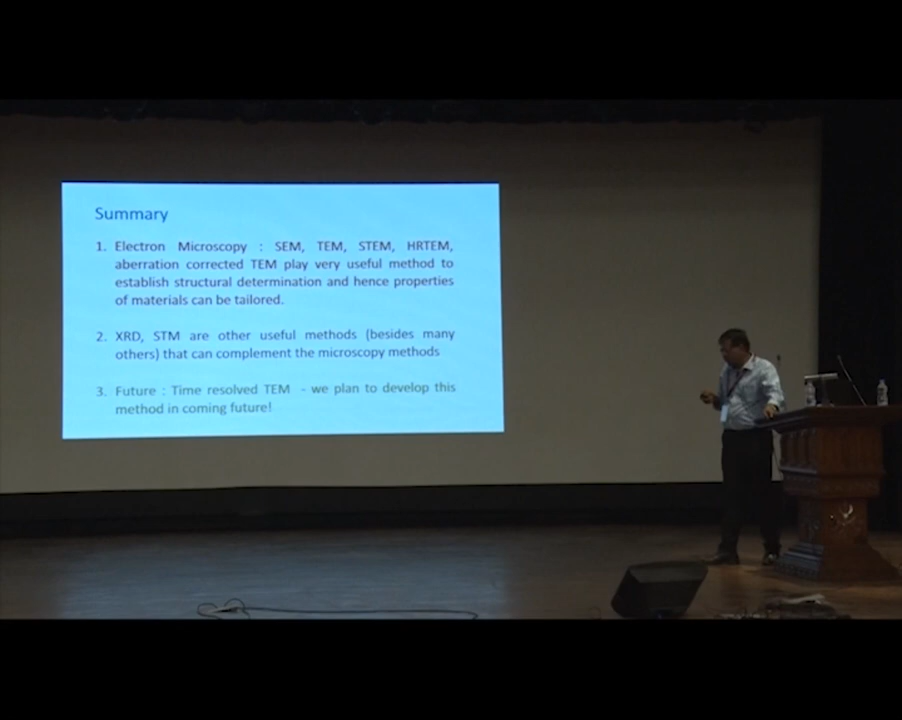 Summary
1. Electron Microscopy : SEM, TEM, STEM, HRTEM,
aberration corrected TEM play very useful method to
establish structural determination and hence properties
of materials can be tailored.
2. XRD, STM are other useful methods (besides many
others) that can complement the microscopy methods
3. Future : Time resolved TEM - we plan to develop this
method in coming future!